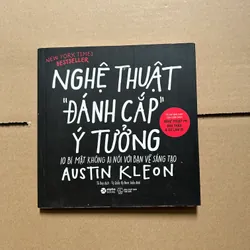 NEW YORK TIMES
BESTSELLER
NGHỆ THUẬT
"ĐÁNH CẮP"
Ý TƯỞNG
10 BÍ MẬT KHÔNG AI NÓI VỚI BẠN VỀ SÁNG TẠO
AUSTIN KLEON